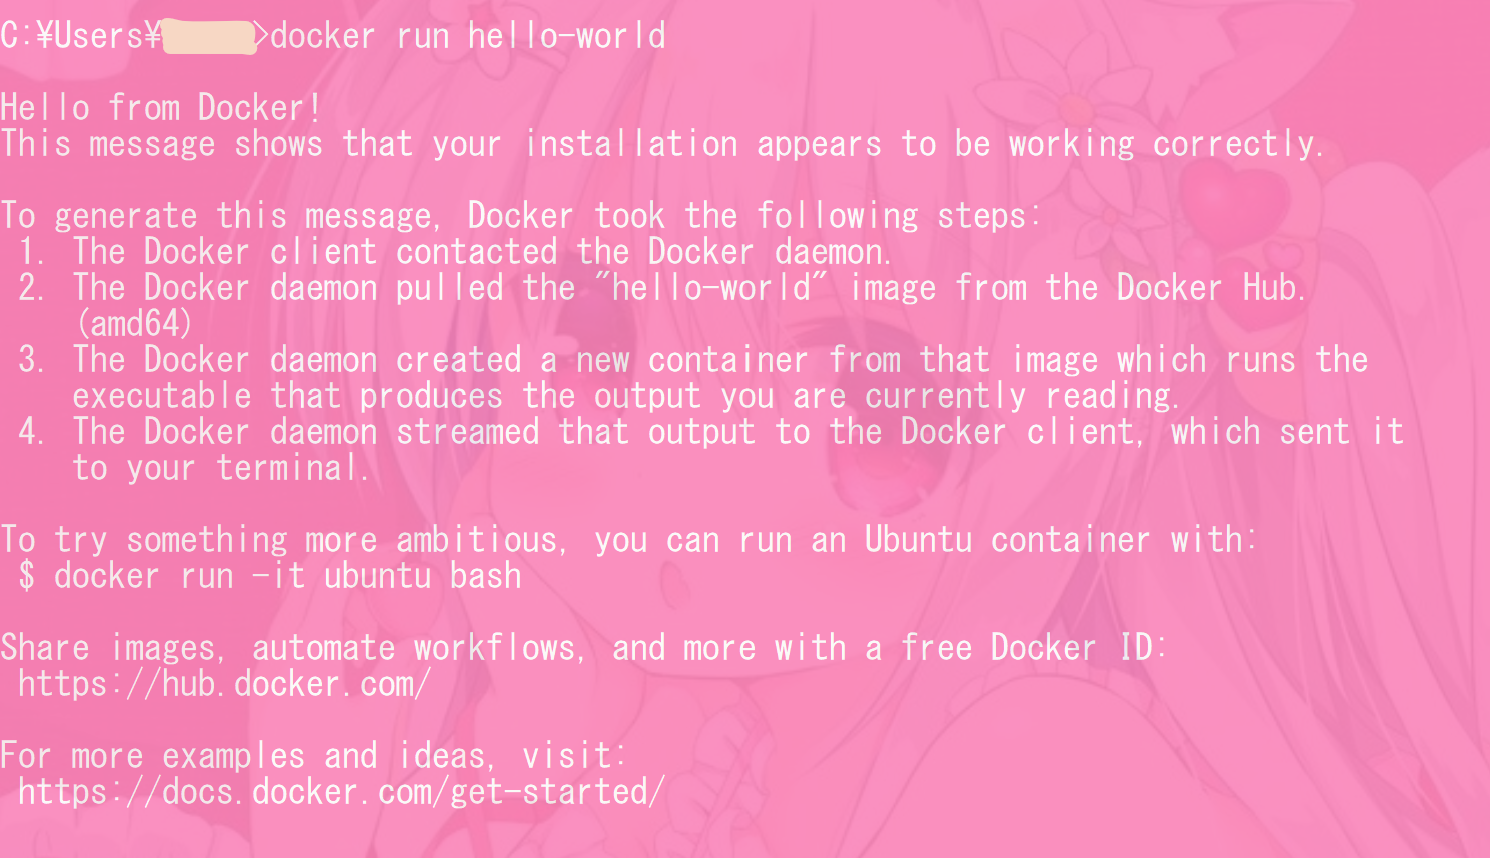 C:¥Users¥>docker run hello-world
Hello from Docker!
This message shows that your installation appears to be working correctly.
To generate this message, Docker took the following steps:
1. The Docker client contacted the Docker daemon.
2. The Docker daemon pulled the "hello-world" image from the Docker Hub.
(amd64)
3. The Docker daemon created a new container from that image which runs the
executable that produces the output you are currently reading.
4. The Docker daemon streamed that output to the Docker client, which sent it
to your terminal.
To try something more ambitious, you can run an Ubuntu container with:
$ docker run -it ubuntu bash
Share images, automate workflows, and more with a free Docker ID:
https://hub.docker.com/
For more examples and ideas, visit:
https://docs.docker.com/get-started/